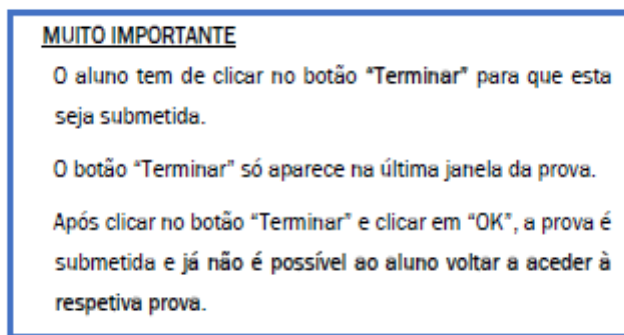 MUITO IMPORTANTE
O aluno tem de clicar no botão “Terminar” para que esta
seja submetida.
O botão “Terminar” só aparece na última janela da prova.
Após clicar no botão “Terminar” e clicar em “OK”, a prova é
submetida e já não é possível ao aluno voltar a aceder à
respetiva prova.